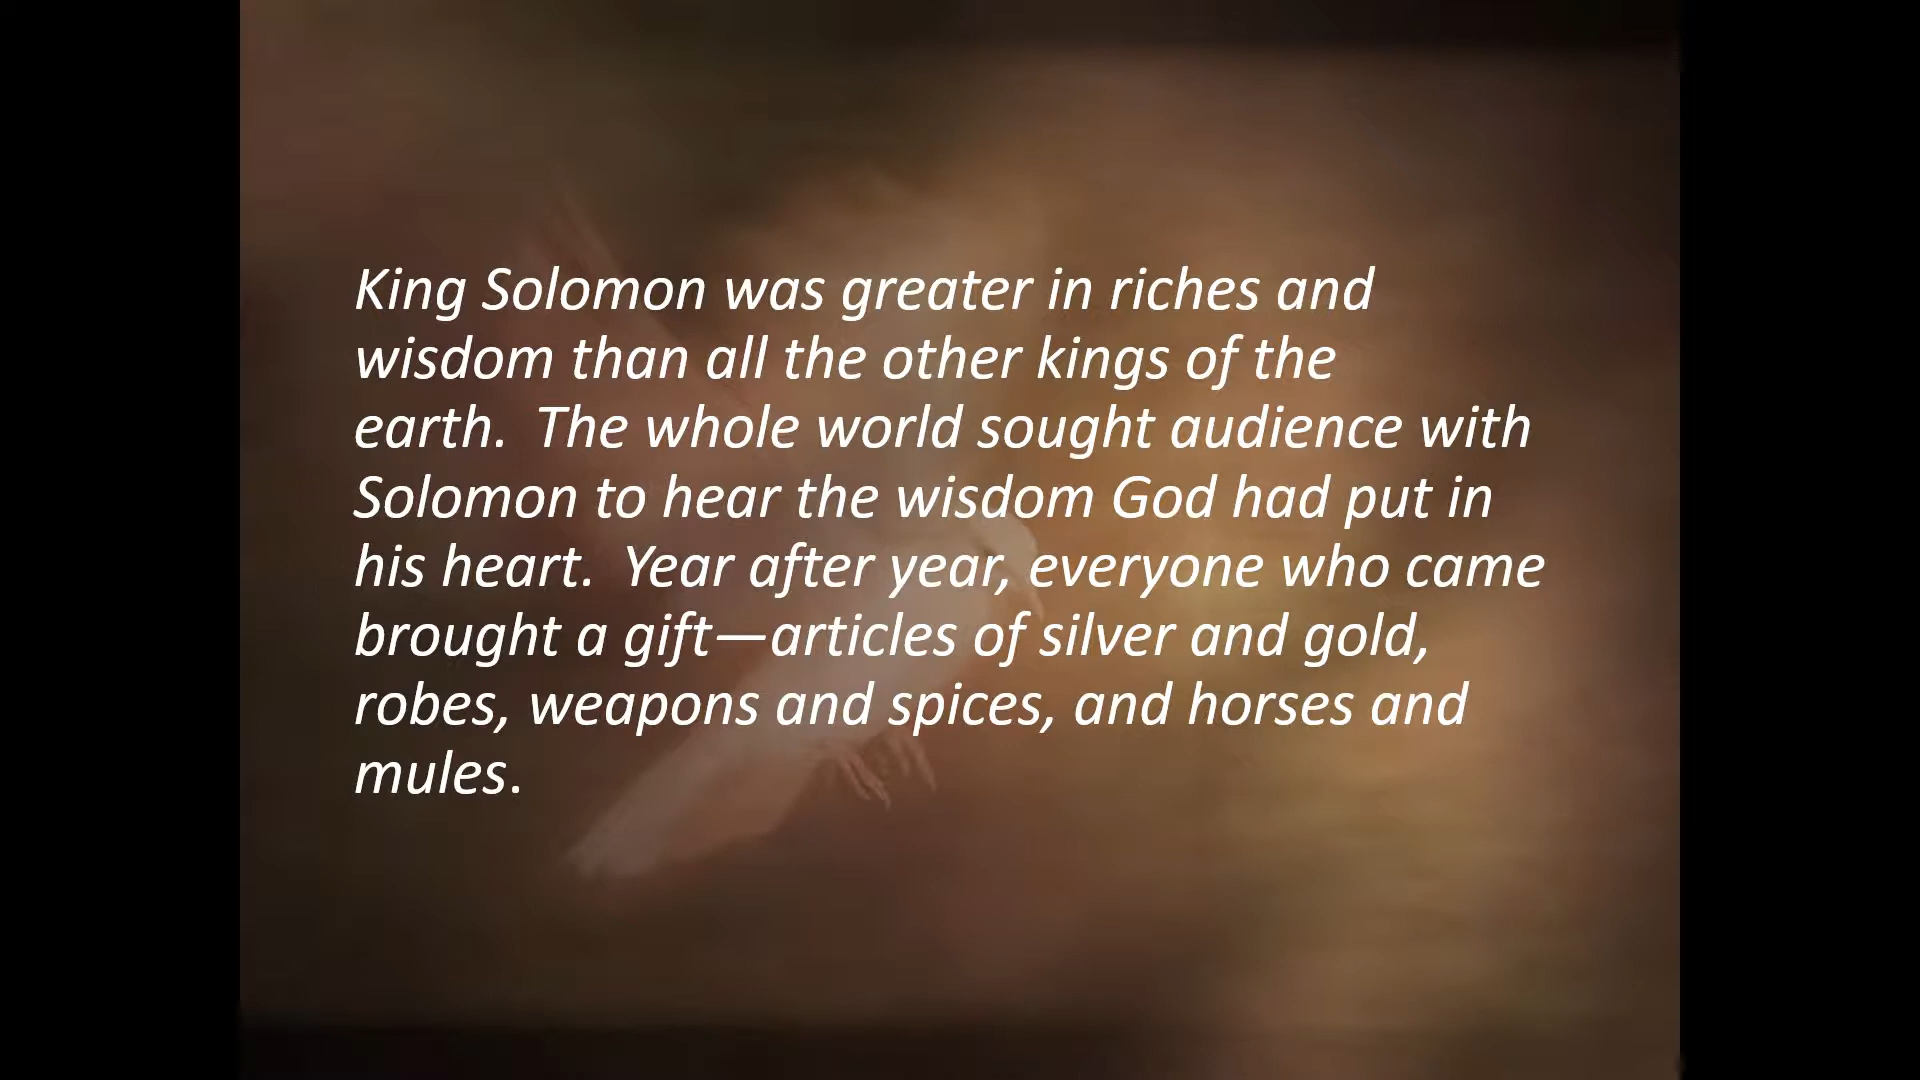 King Solomon was greater in riches and
wisdom than all the other kings of the
earth.  The whole world sought audience with
Solomon to hear the wisdom God had put in
his heart.  Year after year, everyone who came
brought a gift—articles of silver and gold,
robes, weapons and spices, and horses and
mules.